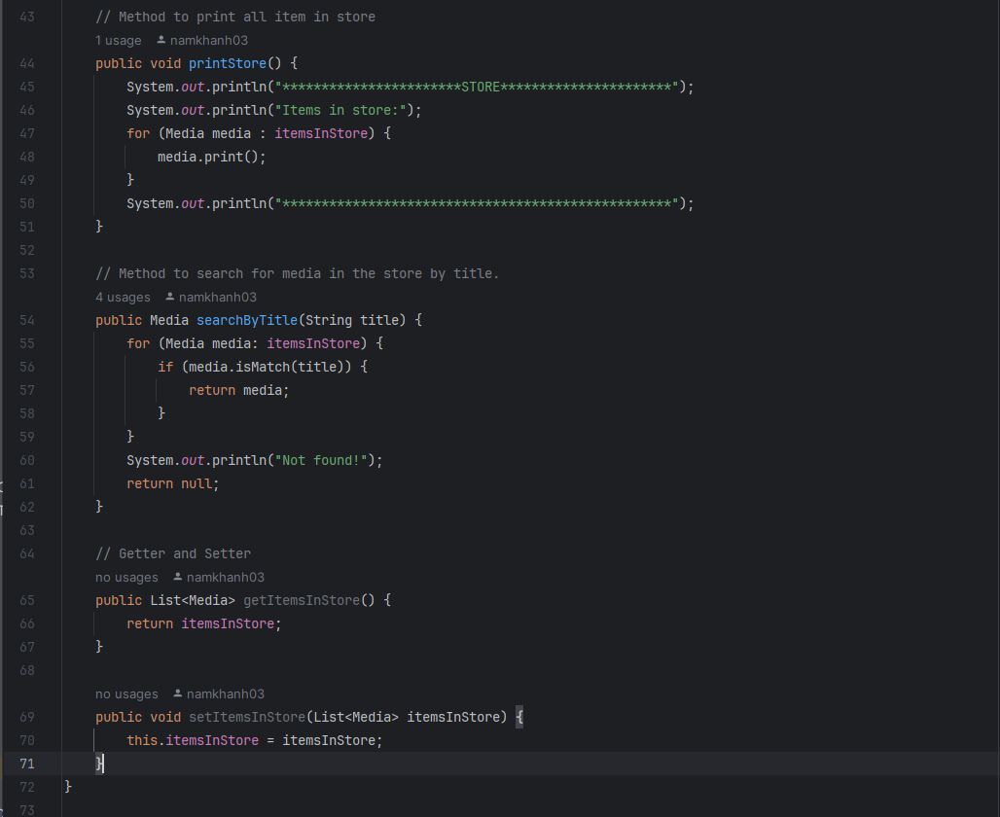 43 // Method to print all item in store
1 usage namkhanh03
44 public void printStore() {
45 System.out.println("***********************STORE**********************");
46 System.out.println("Items in store:");
47 for (Media media : itemsInStore) {
48 media.print();
49 }
50 System.out.println("**************************************************");
51 }
52
53 // Method to search for media in the store by title.
4 usages namkhanh03
54 public Media searchByTitle(String title) {
55 for (Media media: itemsInStore) {
56 if (media.isMatch(title)) {
57 return media;
58 }
59 }
60 System.out.println("Not found!");
61 return null;
62 }
63
64 // Getter and Setter
no usages namkhanh03
65 public List<Media> getItemsInStore() {
66 return itemsInStore;
67 }
68
no usages namkhanh03
69 public void setItemsInStore(List<Media> itemsInStore) {
70 this.itemsInStore = itemsInStore;
71 }
72 }
73